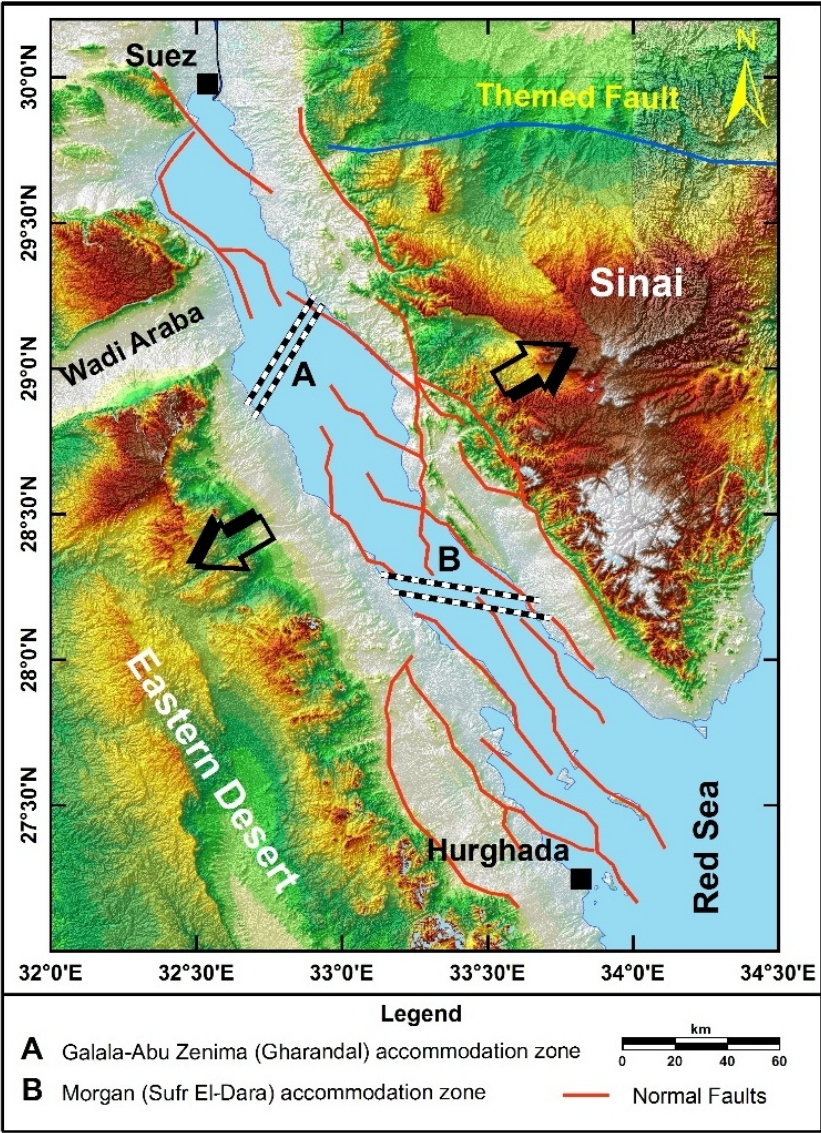 Suez
N
Themed Fault
Sinai
Wadi Araba
A
B
Eastern Desert
Hurghada
Red Sea
30°0'N
29°30'N
29°0'N
28°30'N
28°0'N
27°30'N
32°0'E
32°30'E
33°0'E
33°30'E
34°0'E
34°30'E
Legend
A Galala-Abu Zenima (Gharandal) accommodation zone
B Morgan (Sufr El-Dara) accommodation zone
km
0 20 40 60
Normal Faults